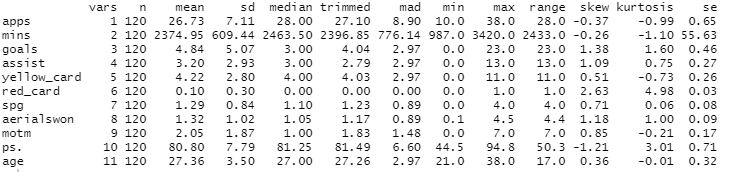 vars n mean sd median trimmed mad min max range skew kurtosis se
apps 1 120 26.73 7.11 28.00 27.10 8.90 10.0 38.0 28.0 -0.37 -0.99 0.65
mins 2 120 2374.95 609.44 2463.50 2396.85 776.14 987.0 3420.0 2433.0 -0.26 -1.10 55.63
goals 3 120 4.84 5.07 3.00 4.04 2.97 0.0 23.0 23.0 1.38 1.60 0.46
assist 4 120 3.20 2.93 3.00 2.79 2.97 0.0 13.0 13.0 1.09 0.75 0.27
yellow_card 5 120 4.22 2.80 4.00 4.03 2.97 0.0 11.0 11.0 0.51 -0.73 0.26
red_card 6 120 0.10 0.30 0.00 0.00 0.00 0.0 1.0 1.0 2.63 4.98 0.03
spg 7 120 1.29 0.84 1.10 1.23 0.89 0.0 4.0 4.0 0.71 0.06 0.08
aerialswon 8 120 1.32 1.02 1.05 1.17 0.89 0.1 4.5 4.4 1.18 1.00 0.09
motm 9 120 2.05 1.87 1.00 1.83 1.48 0.0 7.0 7.0 0.85 -0.21 0.17
ps. 10 120 80.80 7.79 81.25 81.49 6.60 44.5 94.8 50.3 -1.21 3.01 0.71
age 11 120 27.36 3.50 27.00 27.26 2.97 21.0 38.0 17.0 0.36 -0.01 0.32